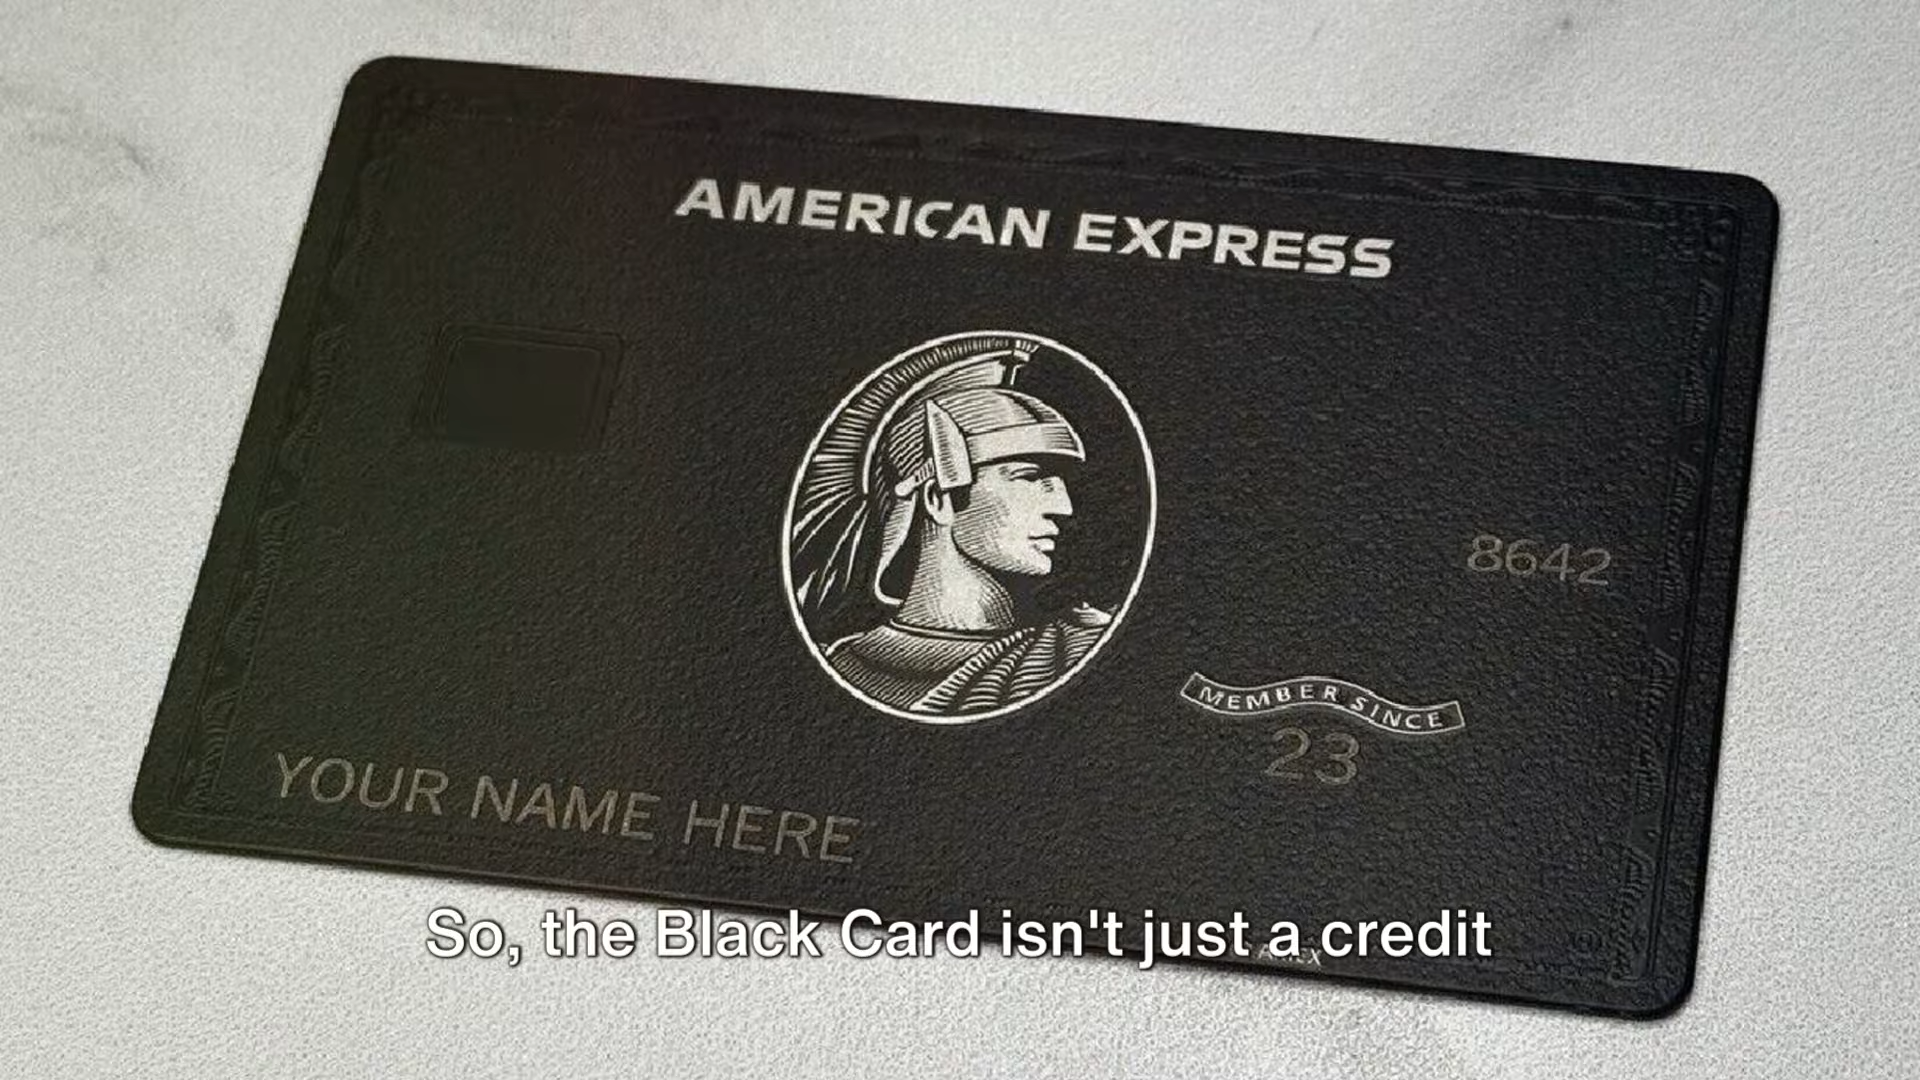 AMERICAN EXPRESS
8642
MEMBER SINCE
23
YOUR NAME HERE
So, the Black Card isn't just a credit